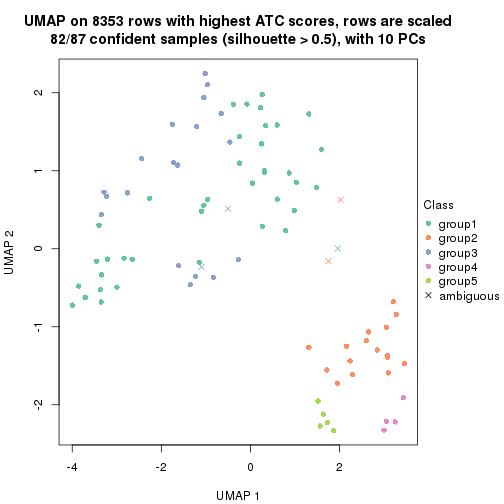 UMAP on 8353 rows with highest ATC scores, rows are scaled
82/87 confident samples (silhouette > 0.5), with 10 PCs
UMAP 2
2
1
0
-1
-2
-4
-2
0
2
UMAP 1
Class
group1
group2
group3
group4
group5
ambiguous